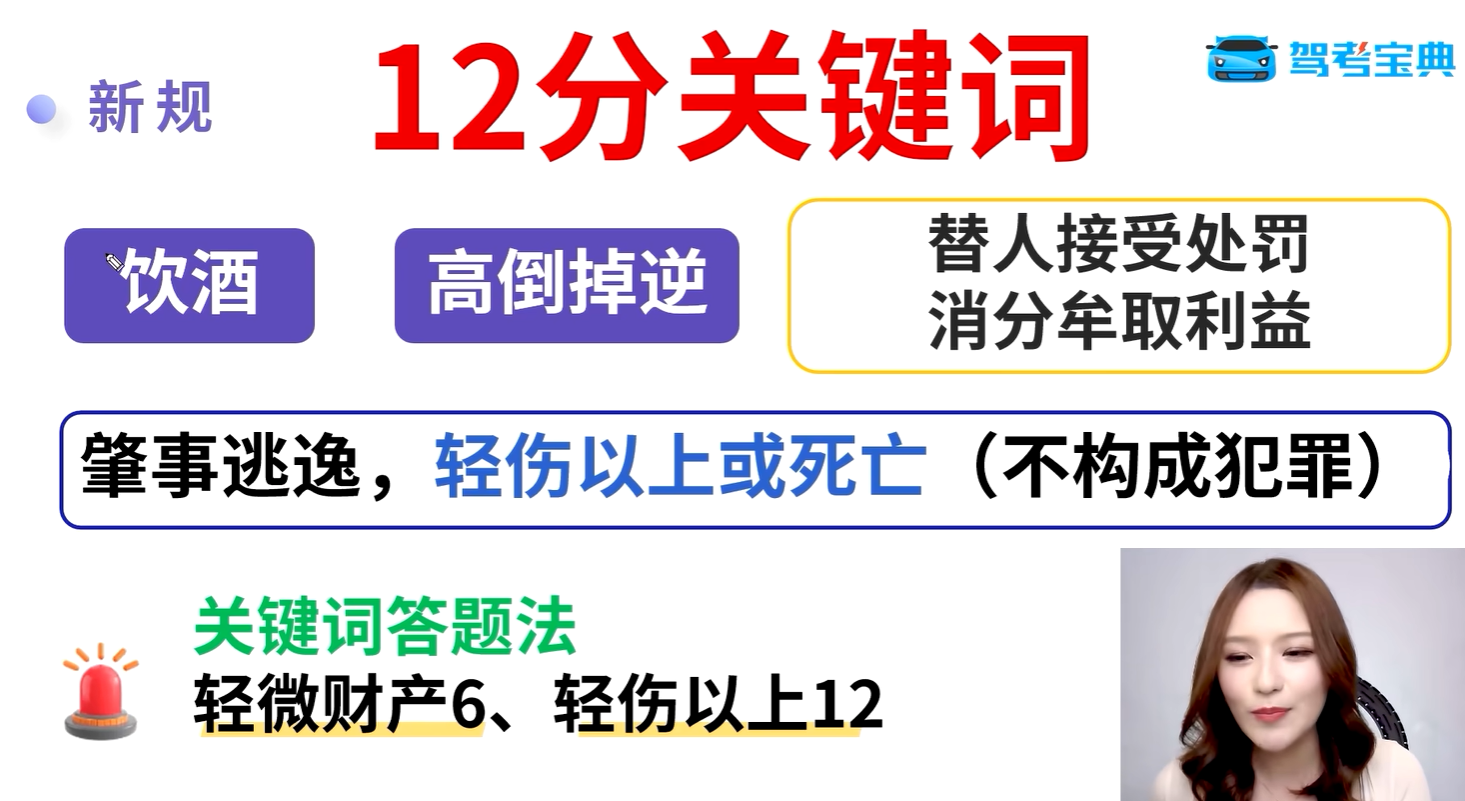 新规
12分关键词
驾考宝典
饮酒
高倒掉逆
替人接受处罚
消分牟取利益
肇事逃逸，轻伤以上或死亡（不构成犯罪）
关键词答题法
轻微财产6、轻伤以上12